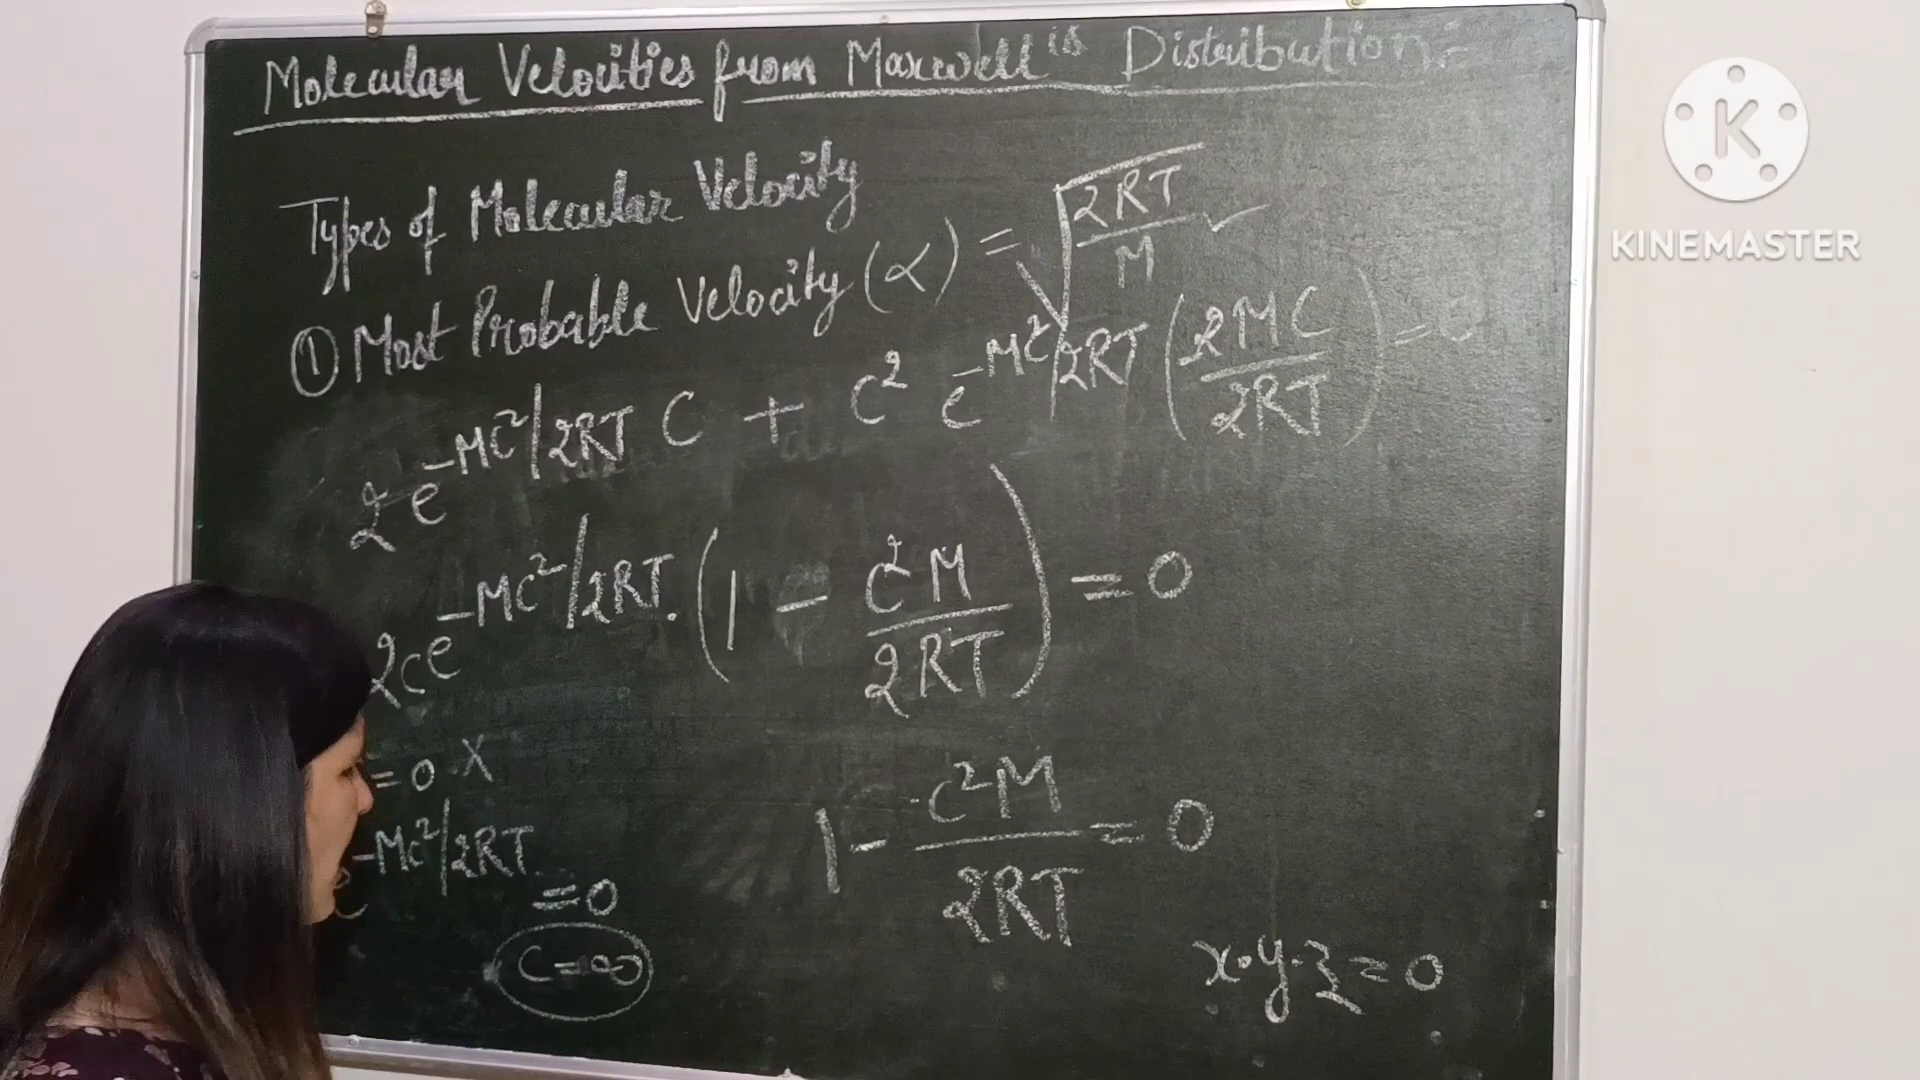 Molecular Velocities from Maxwell's Distribution:-
Types of Molecular Velocity
① Most Probable Velocity (α) = √(2RT/M) ✓
2 e^(-MC²/2RT) C + C² e^(-MC²/2RT) (2MC/2RT) = 0
2ce^(-MC²/2RT) . (1 - C²M/2RT) = 0
= 0 X
e^(-MC²/2RT) = 0
C = ∞
1 - C²M/2RT = 0
x.y.z = 0
K
KINEMASTER